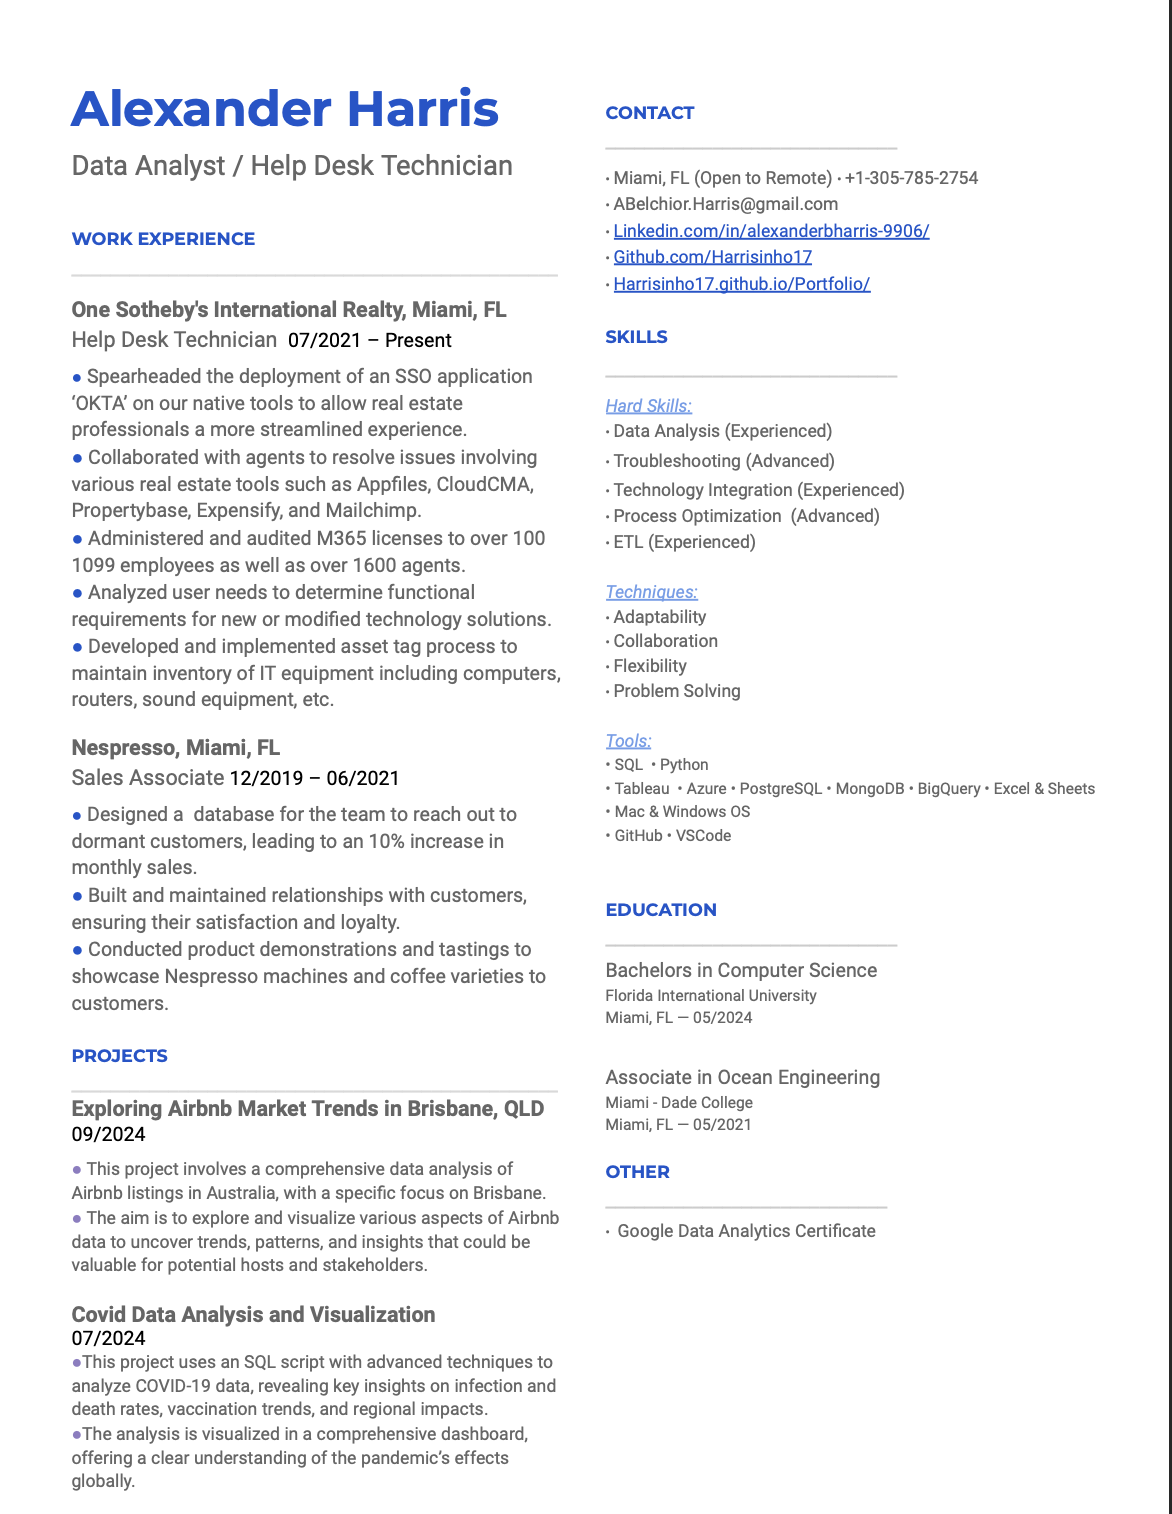 Alexander Harris
Data Analyst / Help Desk Technician
WORK EXPERIENCE
One Sotheby's International Realty, Miami, FL
Help Desk Technician  07/2021 – Present
● Spearheaded the deployment of an SSO application
‘OKTA’ on our native tools to allow real estate
professionals a more streamlined experience.
● Collaborated with agents to resolve issues involving
various real estate tools such as Appfiles, CloudCMA,
Propertybase, Expensify, and Mailchimp.
● Administered and audited M365 licenses to over 100
1099 employees as well as over 1600 agents.
● Analyzed user needs to determine functional
requirements for new or modified technology solutions.
● Developed and implemented asset tag process to
maintain inventory of IT equipment including computers,
routers, sound equipment, etc.
Nespresso, Miami, FL
Sales Associate 12/2019 – 06/2021
● Designed a  database for the team to reach out to
dormant customers, leading to an 10% increase in
monthly sales.
● Built and maintained relationships with customers,
ensuring their satisfaction and loyalty.
● Conducted product demonstrations and tastings to
showcase Nespresso machines and coffee varieties to
customers.
PROJECTS
Exploring Airbnb Market Trends in Brisbane, QLD
09/2024
● This project involves a comprehensive data analysis of
Airbnb listings in Australia, with a specific focus on Brisbane.
● The aim is to explore and visualize various aspects of Airbnb
data to uncover trends, patterns, and insights that could be
valuable for potential hosts and stakeholders.
Covid Data Analysis and Visualization
07/2024
●This project uses an SQL script with advanced techniques to
analyze COVID-19 data, revealing key insights on infection and
death rates, vaccination trends, and regional impacts.
●The analysis is visualized in a comprehensive dashboard,
offering a clear understanding of the pandemic’s effects
globally.
CONTACT
· Miami, FL (Open to Remote) · +1-305-785-2754
· ABelchior.Harris@gmail.com
· Linkedin.com/in/alexanderbharris-9906/
· Github.com/Harrisinho17
· Harrisinho17.github.io/Portfolio/
SKILLS
Hard Skills:
· Data Analysis (Experienced)
· Troubleshooting (Advanced)
· Technology Integration (Experienced)
· Process Optimization  (Advanced)
· ETL (Experienced)
Techniques:
· Adaptability
· Collaboration
· Flexibility
· Problem Solving
Tools:
• SQL  • Python
• Tableau  • Azure • PostgreSQL • MongoDB • BigQuery • Excel & Sheets
• Mac & Windows OS
• GitHub • VSCode
EDUCATION
Bachelors in Computer Science
Florida International University
Miami, FL — 05/2024
Associate in Ocean Engineering
Miami - Dade College
Miami, FL — 05/2021
OTHER
·  Google Data Analytics Certificate